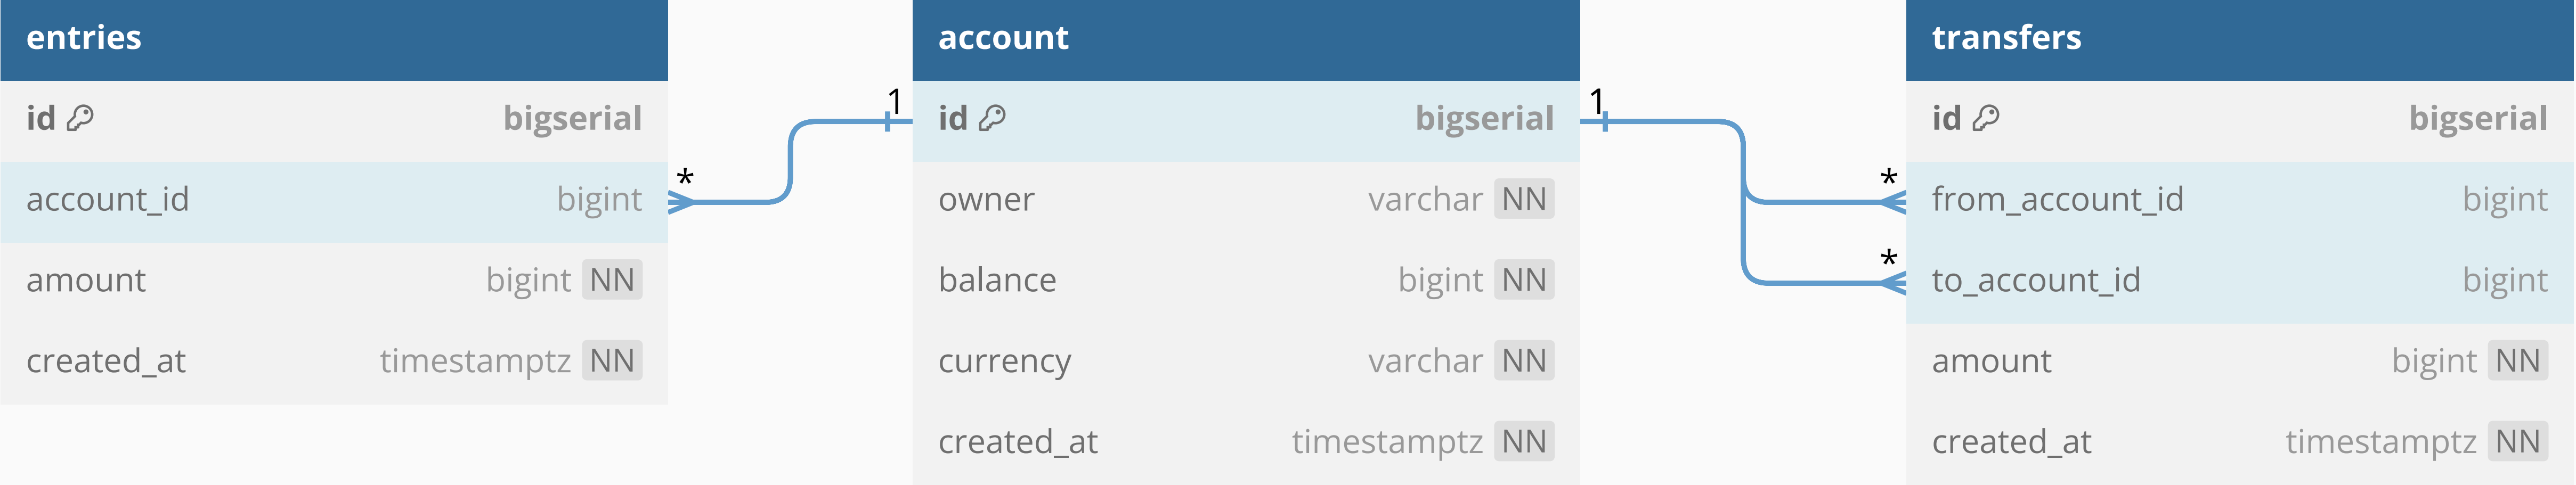 entries
id bigserial
account_id bigint
amount bigint NN
created_at timestamptz NN
1
*
account
id bigserial
owner varchar NN
balance bigint NN
currency varchar NN
created_at timestamptz NN
1
*
*
transfers
id bigserial
from_account_id bigint
to_account_id bigint
amount bigint NN
created_at timestamptz NN